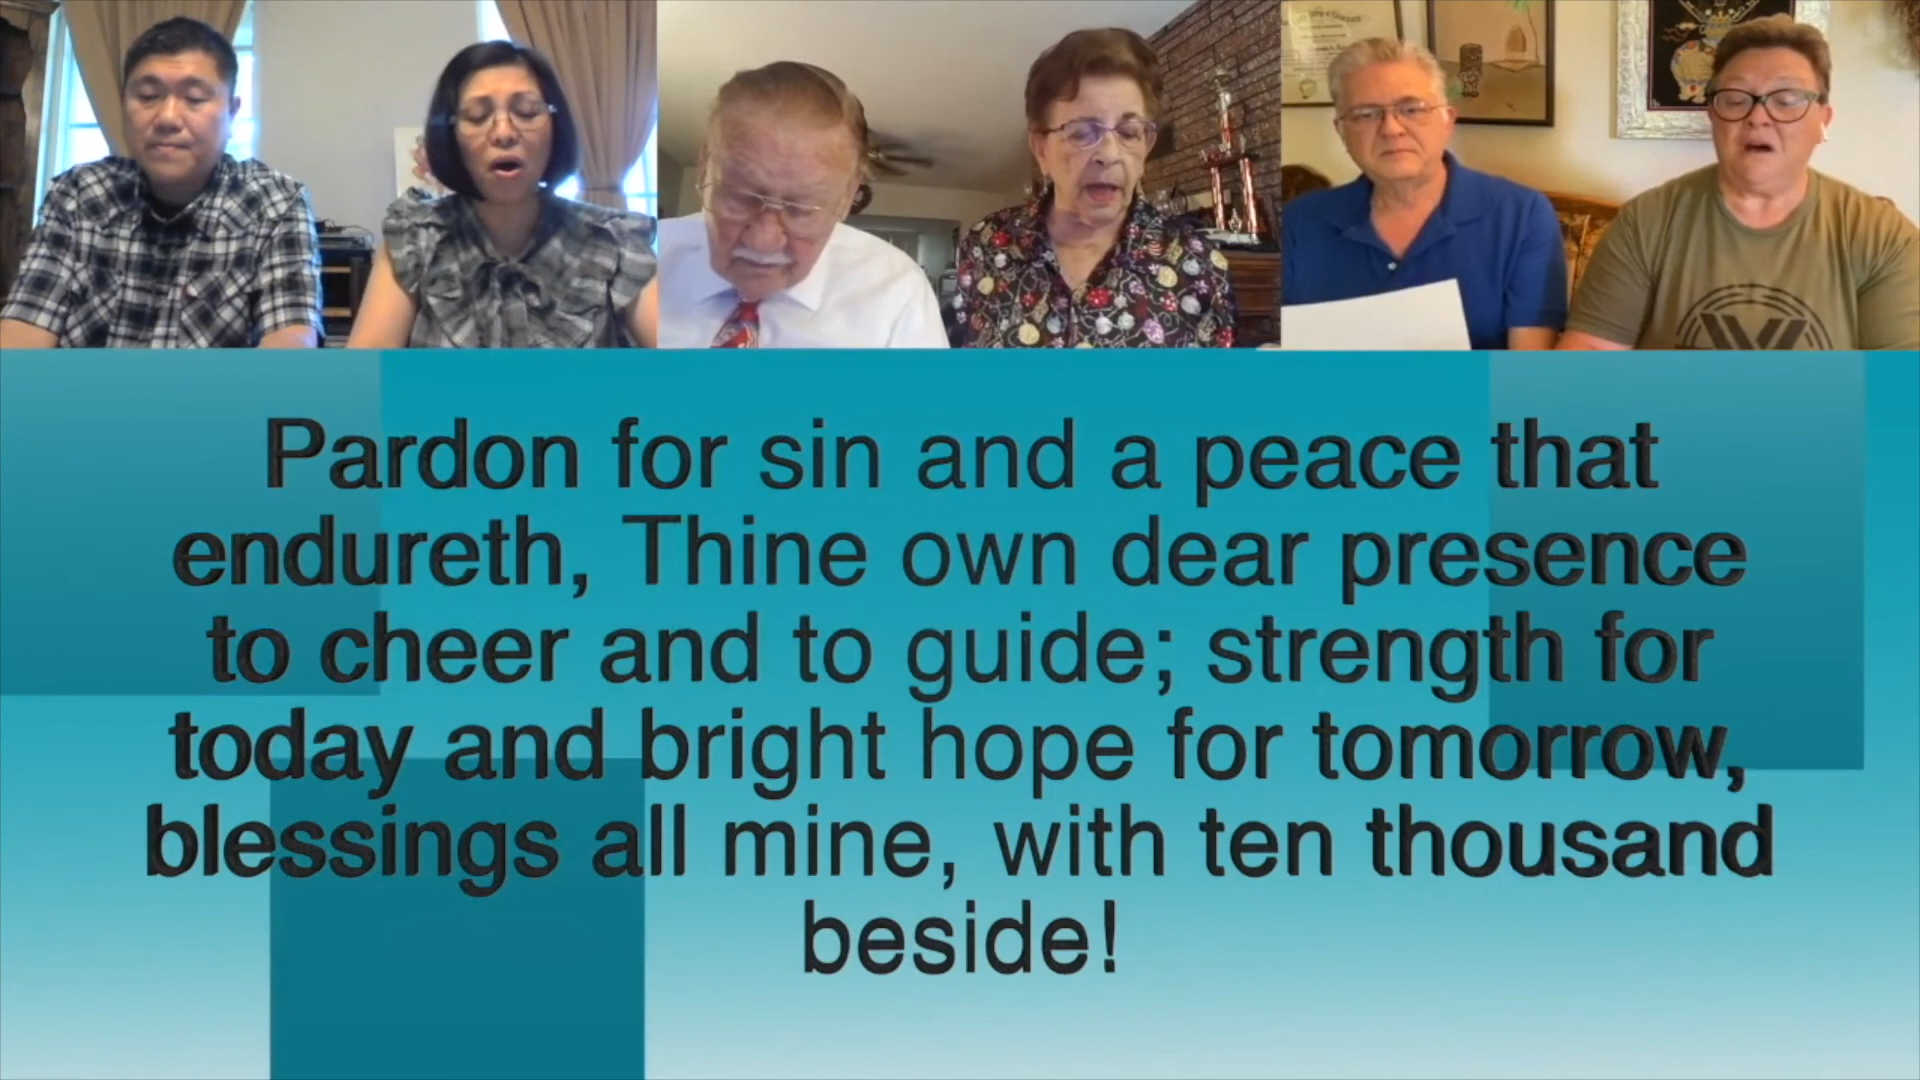 Pardon for sin and a peace that
endureth, Thine own dear presence
to cheer and to guide; strength for
today and bright hope for tomorrow,
blessings all mine, with ten thousand
beside!